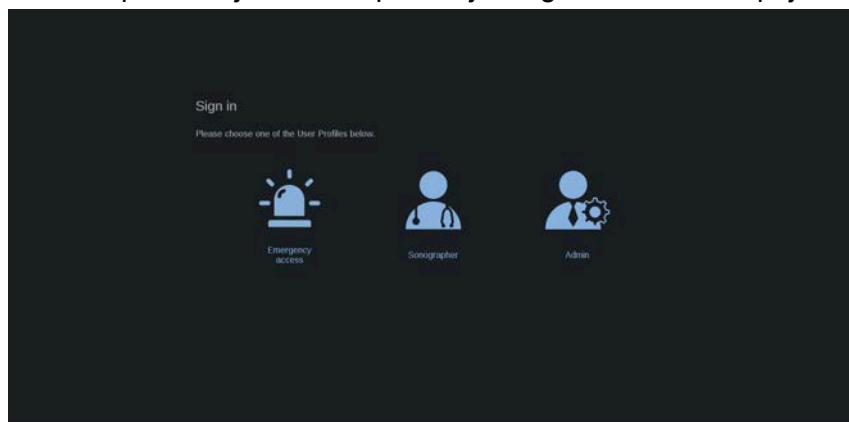 Sign in
Please choose one of the User Profiles below.
Emergency
access
Sonographer
Admin